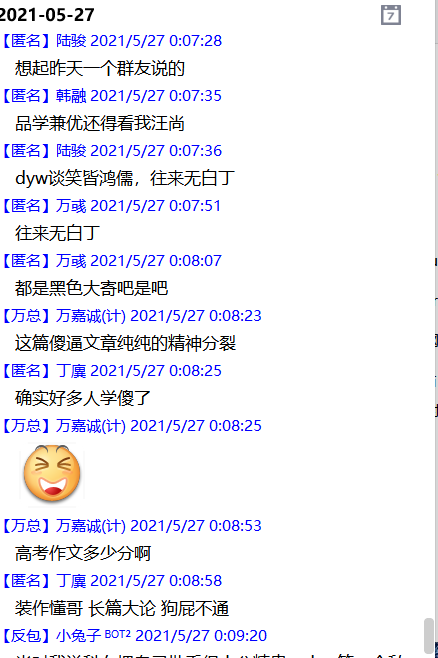 2021-05-27
7
【匿名】陆骏 2021/5/27 0:07:28
想起昨天一个群友说的
【匿名】韩融 2021/5/27 0:07:35
品学兼优还得看我汪尚
【匿名】陆骏 2021/5/27 0:07:36
dyw谈笑皆鸿儒，往来无白丁
【匿名】万彧 2021/5/27 0:07:51
往来无白丁
【匿名】万彧 2021/5/27 0:08:07
都是黑色大寄吧是吧
【万总】万嘉诚(计) 2021/5/27 0:08:23
这篇傻逼文章纯纯的精神分裂
【匿名】丁廙 2021/5/27 0:08:25
确实好多人学傻了
【万总】万嘉诚(计) 2021/5/27 0:08:25
【万总】万嘉诚(计) 2021/5/27 0:08:53
高考作文多少分啊
【匿名】丁廙 2021/5/27 0:08:58
装作懂哥 长篇大论 狗屁不通
【反包】小兔子 ᴮᴼᵀ² 2021/5/27 0:09:20